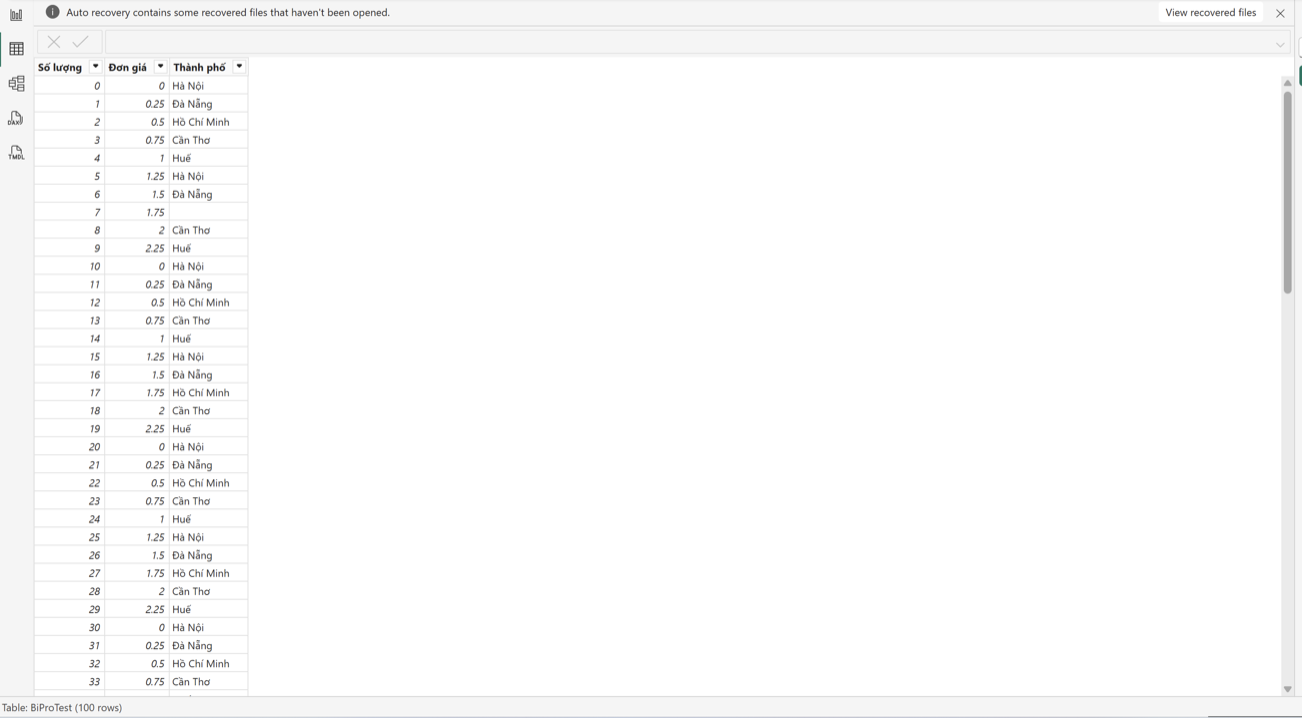 Auto recovery contains some recovered files that haven't been opened. View recovered files
Số lượng Đơn giá Thành phố
0 0 Hà Nội
1 0.25 Đà Nẵng
2 0.5 Hồ Chí Minh
3 0.75 Cần Thơ
4 1 Huế
5 1.25 Hà Nội
6 1.5 Đà Nẵng
7 1.75
8 2 Cần Thơ
9 2.25 Huế
10 0 Hà Nội
11 0.25 Đà Nẵng
12 0.5 Hồ Chí Minh
13 0.75 Cần Thơ
14 1 Huế
15 1.25 Hà Nội
16 1.5 Đà Nẵng
17 1.75 Hồ Chí Minh
18 2 Cần Thơ
19 2.25 Huế
20 0 Hà Nội
21 0.25 Đà Nẵng
22 0.5 Hồ Chí Minh
23 0.75 Cần Thơ
24 1 Huế
25 1.25 Hà Nội
26 1.5 Đà Nẵng
27 1.75 Hồ Chí Minh
28 2 Cần Thơ
29 2.25 Huế
30 0 Hà Nội
31 0.25 Đà Nẵng
32 0.5 Hồ Chí Minh
33 0.75 Cần Thơ
DAX
TMDL
Table: BiProTest (100 rows)